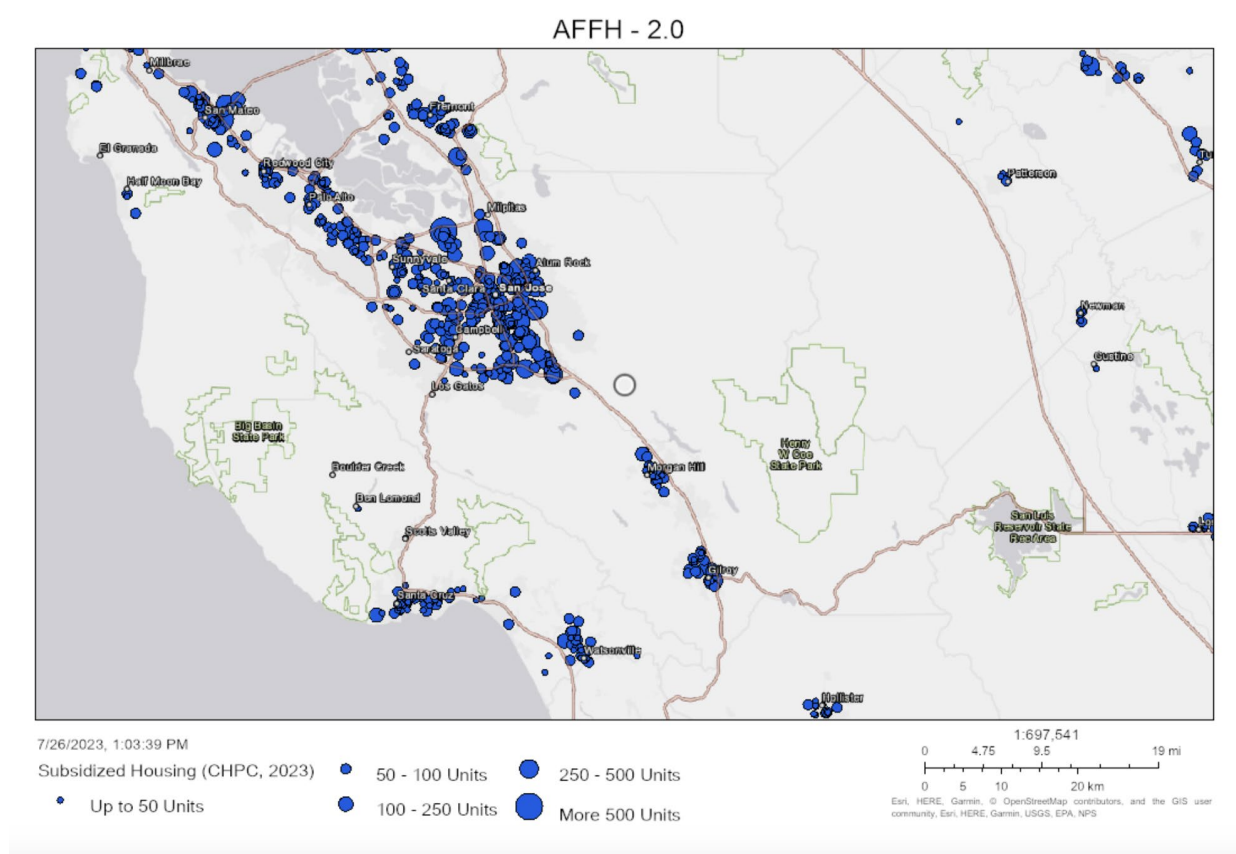 AFFH - 2.0
Millbrae
San Mateo
Fremont
El Granada
Redwood City
Half Moon Bay
Palo Alto
Patterson
Milpitas
Sunnyvale
Alum Rock
Santa Clara
San Jose
Newman
Campbell
Saratoga
Gustine
Los Gatos
Big Basin
State Park
Henry
W Coe
State Park
Boulder Creek
Morgan Hill
Ben Lomond
San Luis
Reservoir State
Rec Area
Scotts Valley
Gilroy
Santa Cruz
Watsonville
Hollister
7/26/2023, 1:03:39 PM
Subsidized Housing (CHPC, 2023)
Up to 50 Units
50 - 100 Units
100 - 250 Units
250 - 500 Units
More 500 Units
1:697,541
0 4.75 9.5 19 mi
0 5 10 20 km
Esri, HERE, Garmin, © OpenStreetMap contributors, and the GIS user
community, Esri, HERE, Garmin, USGS, EPA, NPS